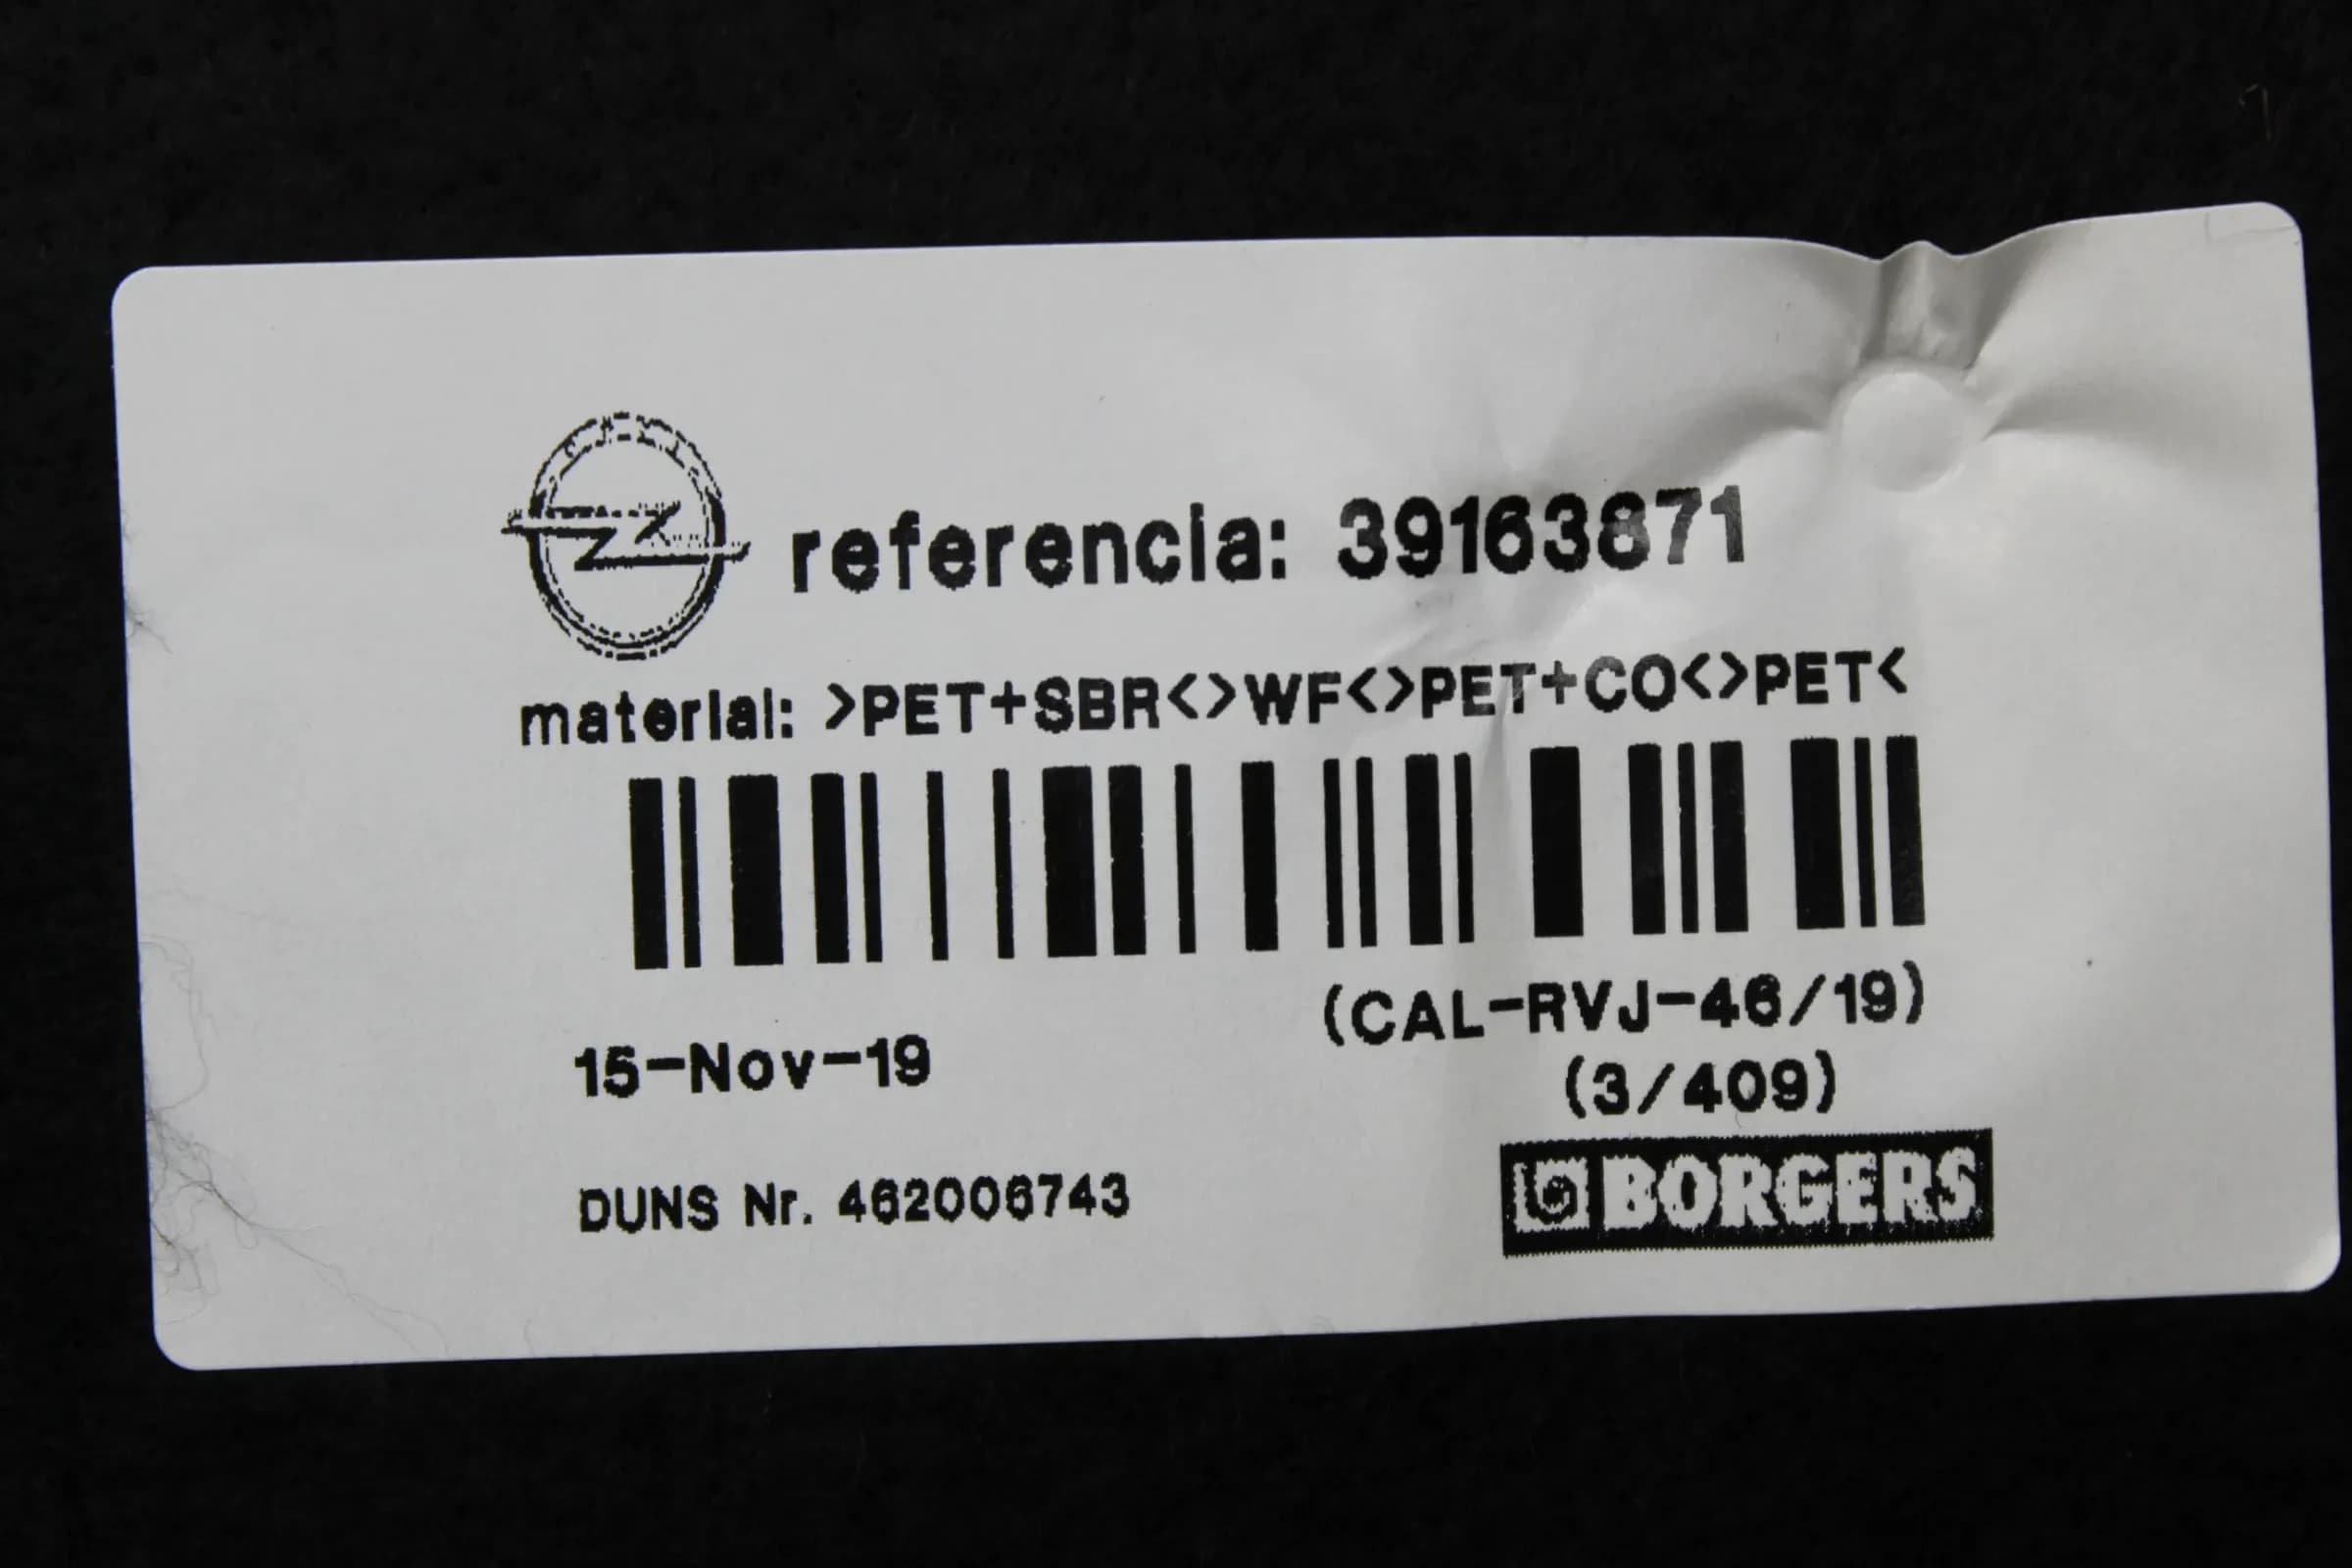 referencia: 39163871
material: >PET+SBR<>WF<>PET+CO<>PET<
(CAL-RVJ-46/19)
15-Nov-19
(3/409)
DUNS Nr. 462006743
BORGERS